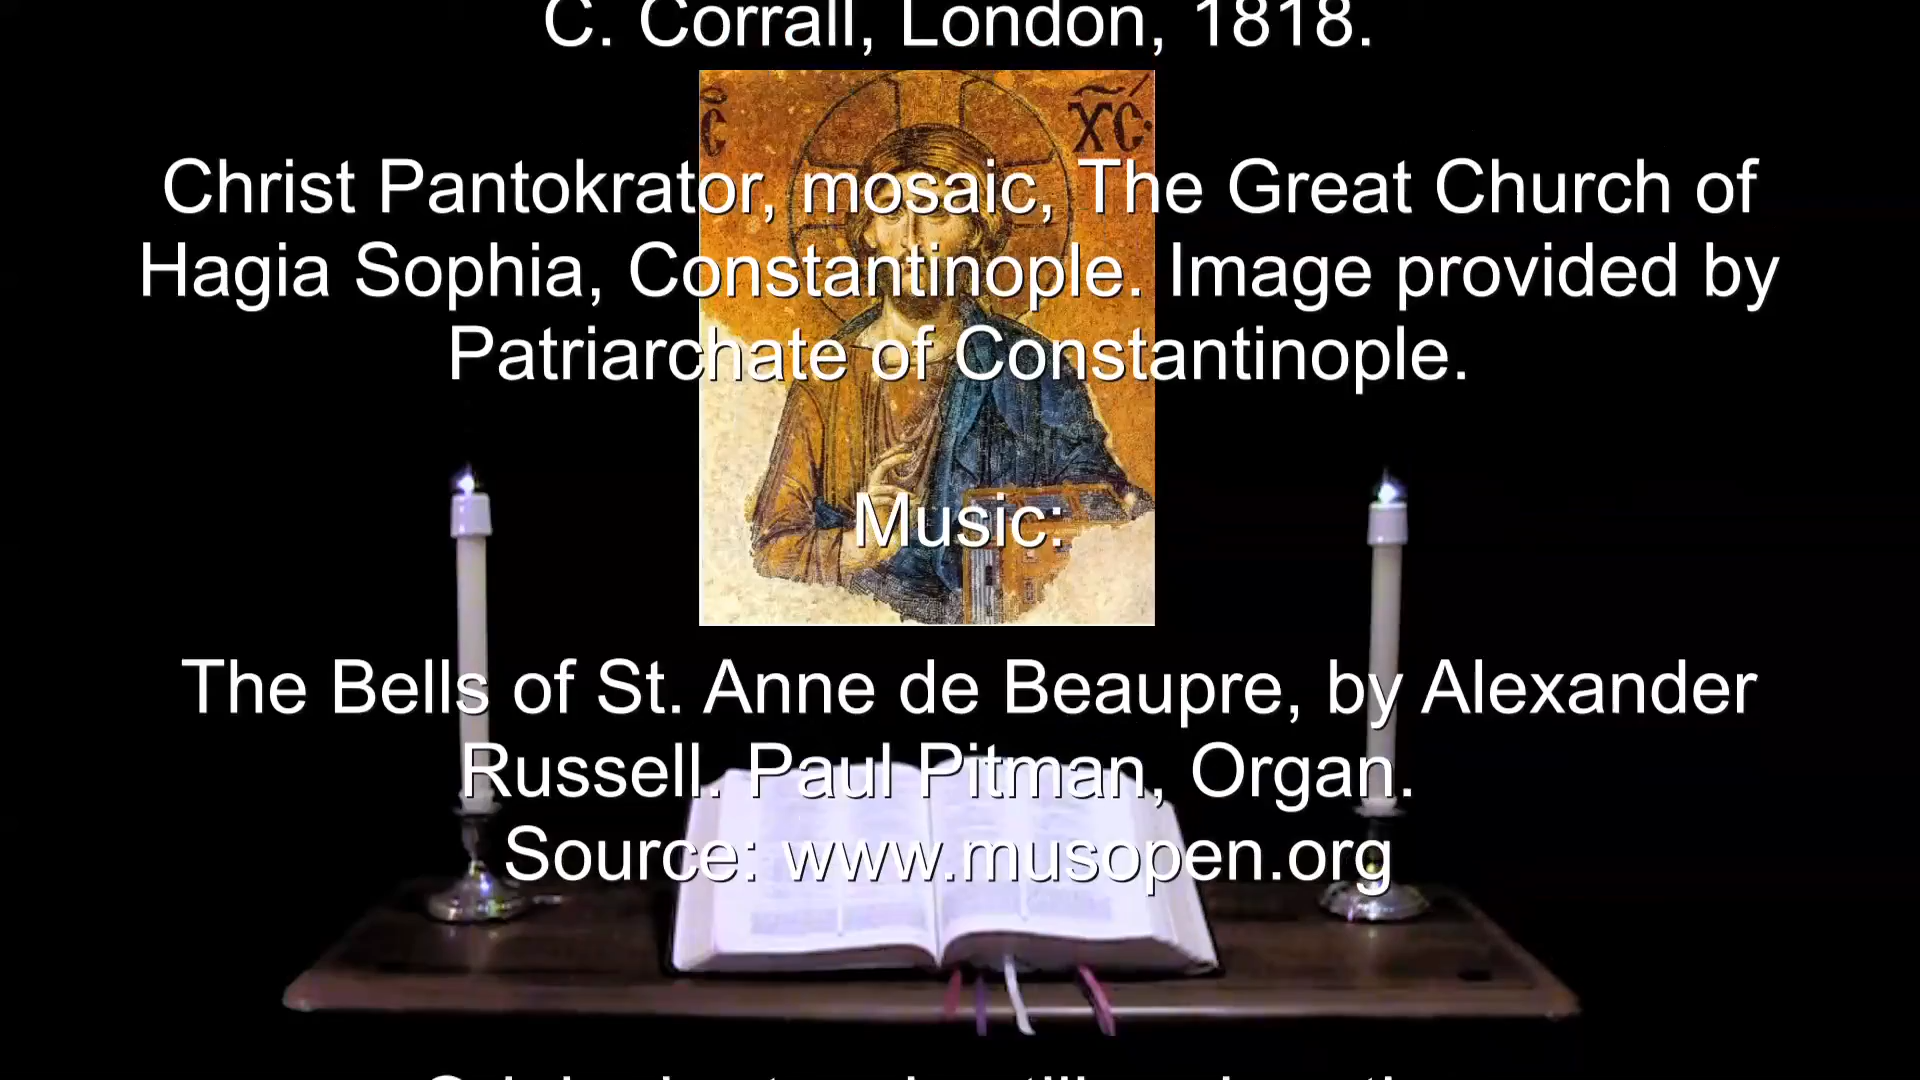 C. Corrall, London, 1818.
C XC
Christ Pantokrator, mosaic, The Great Church of
Hagia Sophia, Constantinople. Image provided by
Patriarchate of Constantinople.
Music:
The Bells of St. Anne de Beaupre, by Alexander
Russell. Paul Pitman, Organ.
Source: www.musopen.org